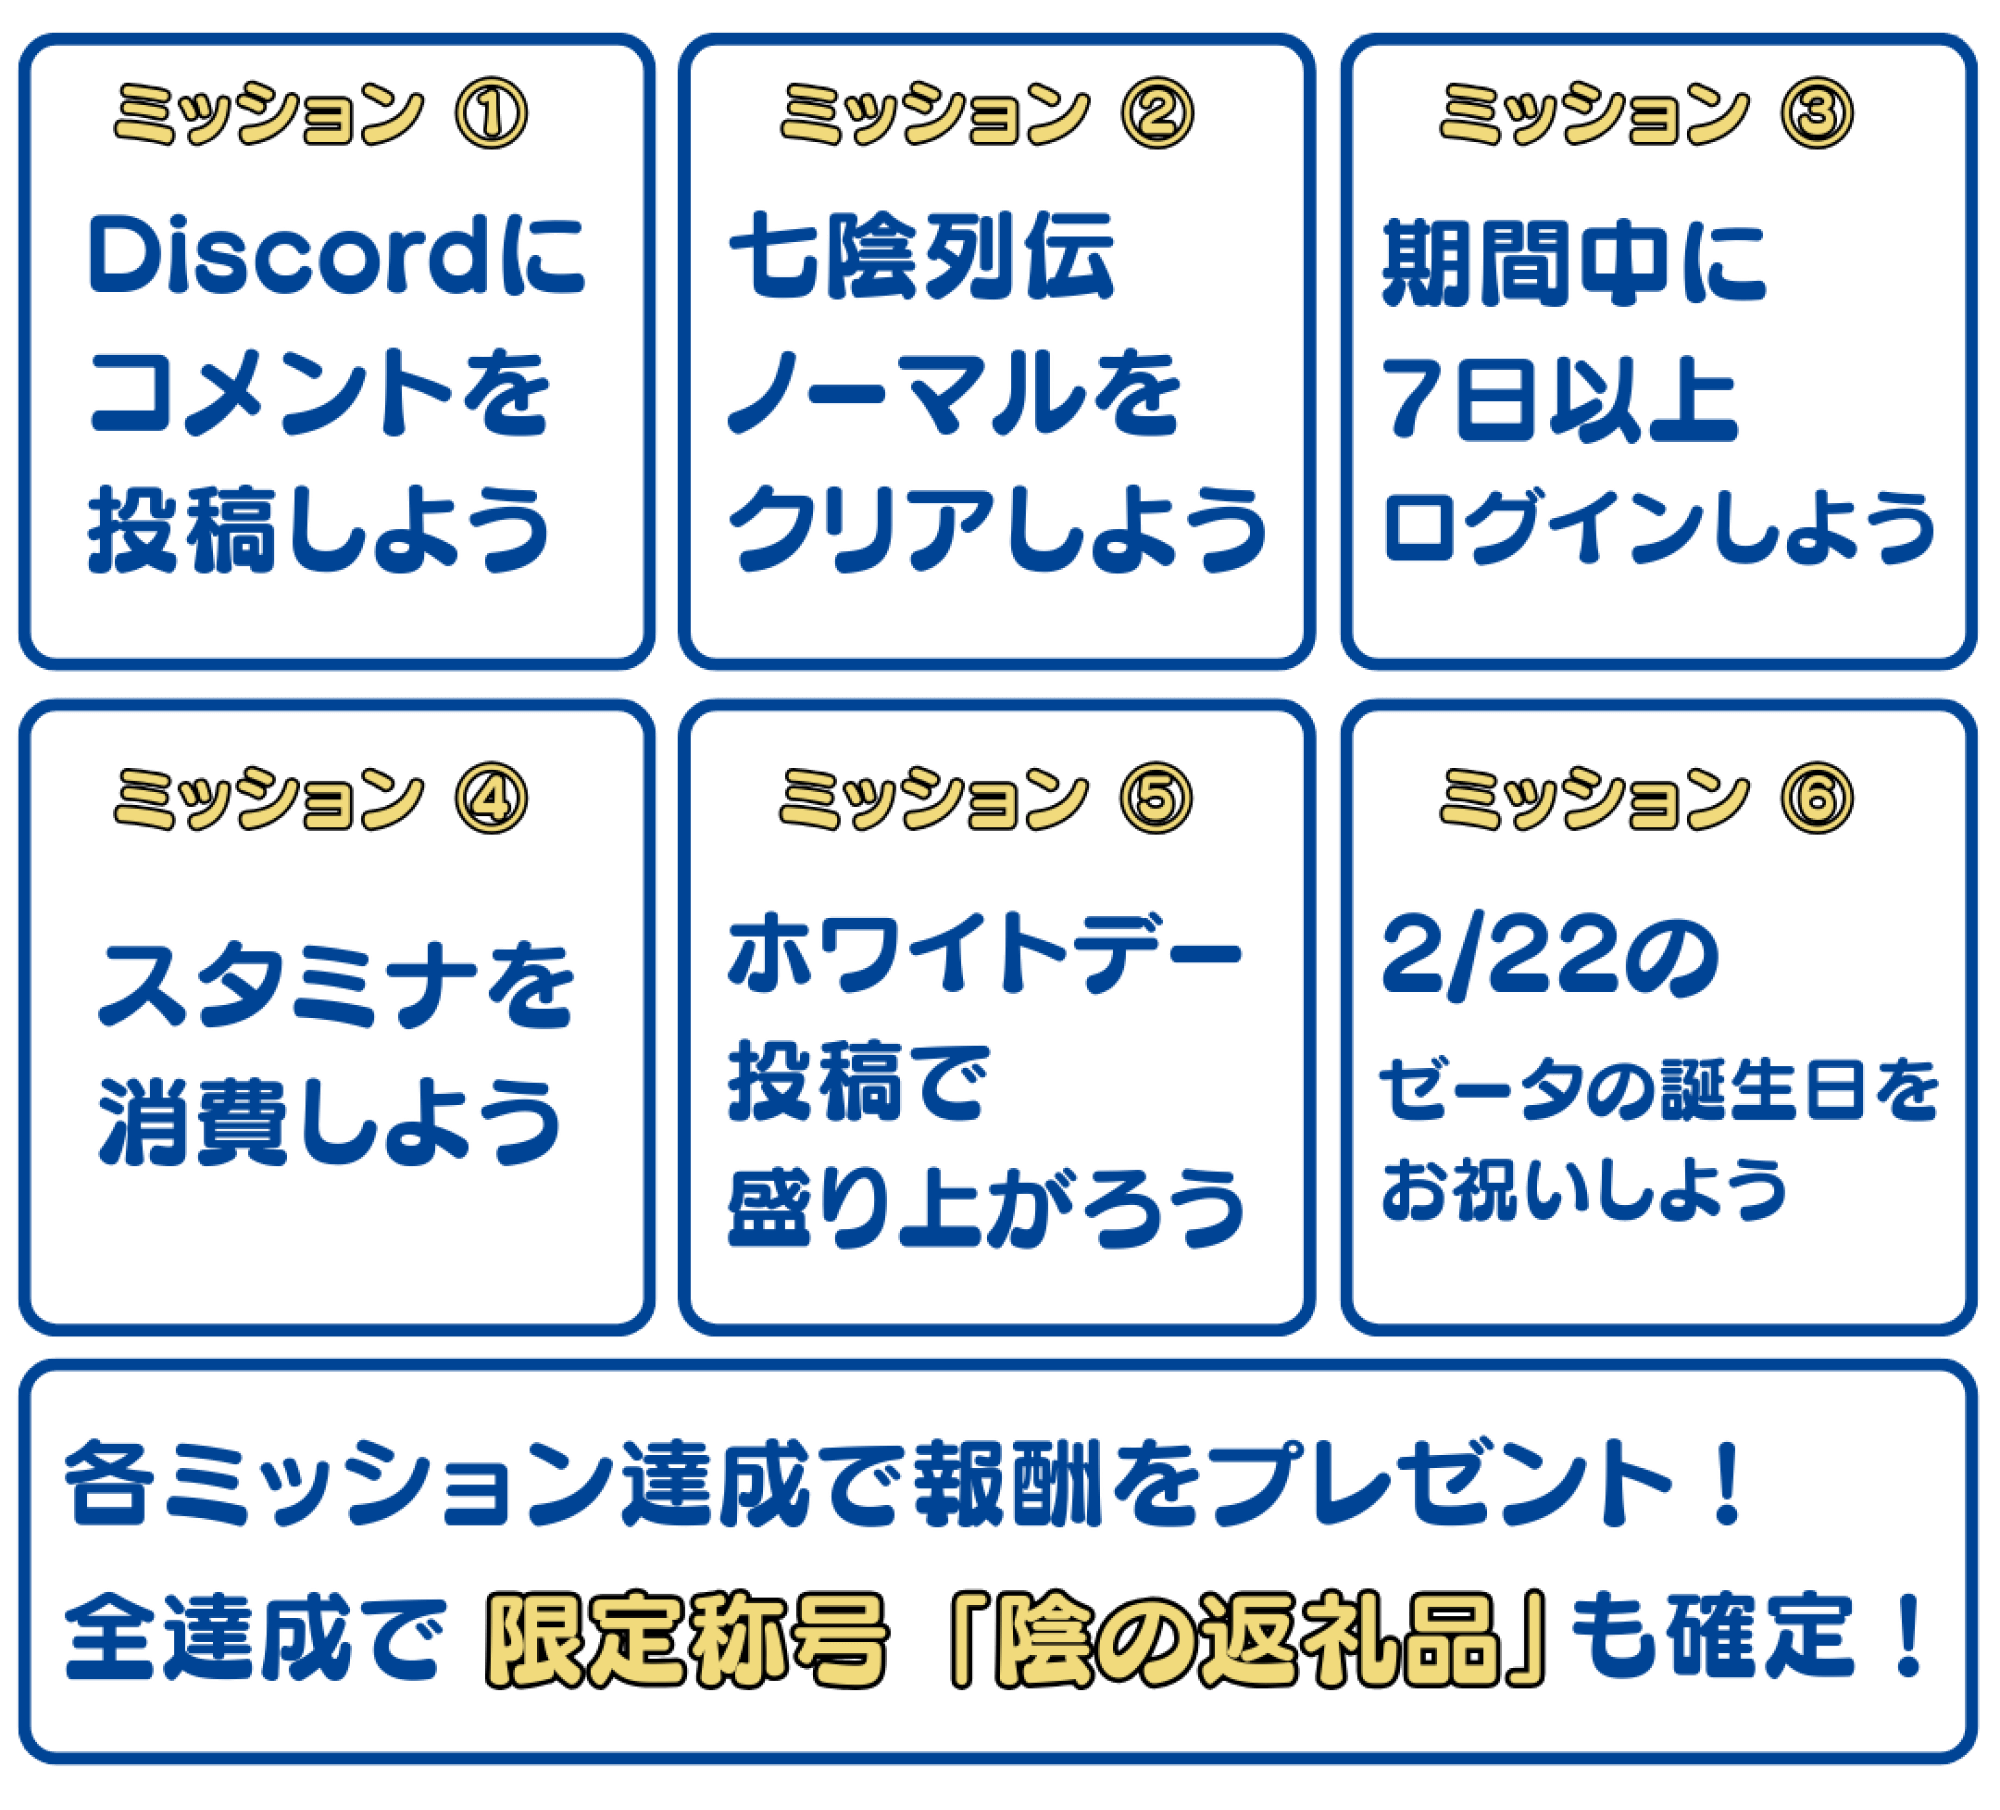 ミッション ①
Discordに
コメントを
投稿しよう
ミッション ②
七陰列伝
ノーマルを
クリアしよう
ミッション ③
期間中に
7日以上
ログインしよう
ミッション ④
スタミナを
消費しよう
ミッション ⑤
ホワイトデー
投稿で
盛り上がろう
ミッション ⑥
2/22の
ゼータの誕生日を
お祝いしよう
各ミッション達成で報酬をプレゼント！
全達成で 限定称号「陰の返礼品」も確定！